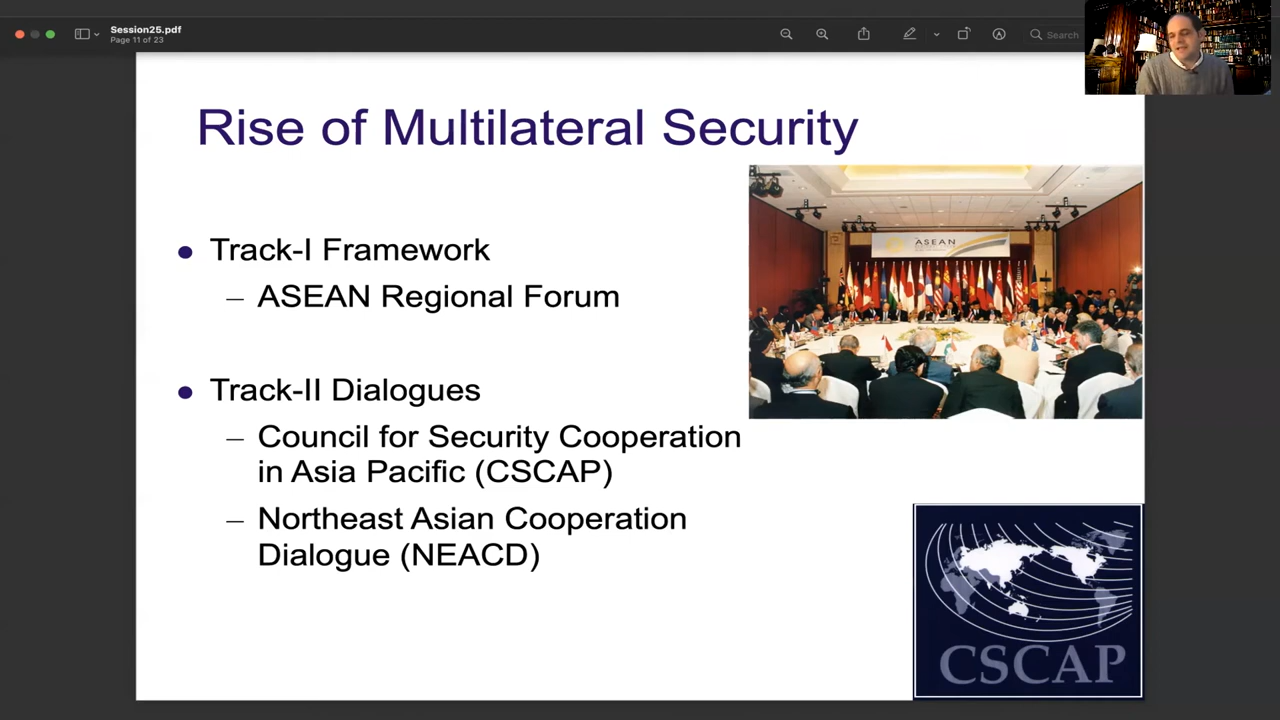 Session25.pdf
Page 11 of 23
Search
Rise of Multilateral Security
● Track-I Framework
– ASEAN Regional Forum
● Track-II Dialogues
– Council for Security Cooperation
in Asia Pacific (CSCAP)
– Northeast Asian Cooperation
Dialogue (NEACD)
ASEAN
CSCAP